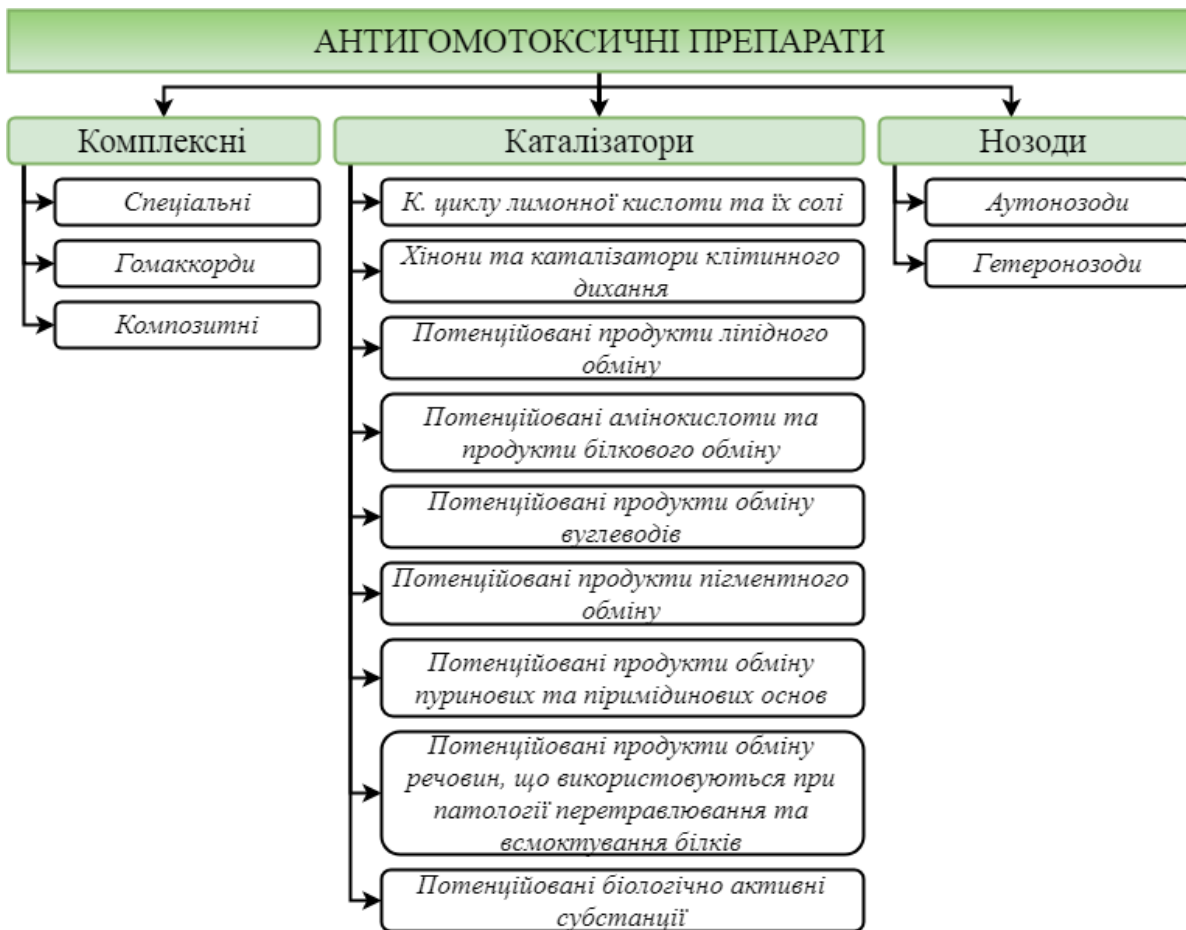 АНТИГОМОТОКСИЧНІ ПРЕПАРАТИ
Комплексні
Спеціальні
Гомаккорди
Композитні
Каталізатори
К. циклу лимонної кислоти та їх солі
Хінони та каталізатори клітинного
дихання
Потенційовані продукти ліпідного
обміну
Потенційовані амінокислоти та
продукти білкового обміну
Потенційовані продукти обміну
вуглеводів
Потенційовані продукти пігментного
обміну
Потенційовані продукти обміну
пуринових та піримідинових основ
Потенційовані продукти обміну
речовин, що використовуються при
патології перетравлювання та
всмоктування білків
Потенційовані біологічно активні
субстанції
Нозоди
Аутонозоди
Гетеронозоди